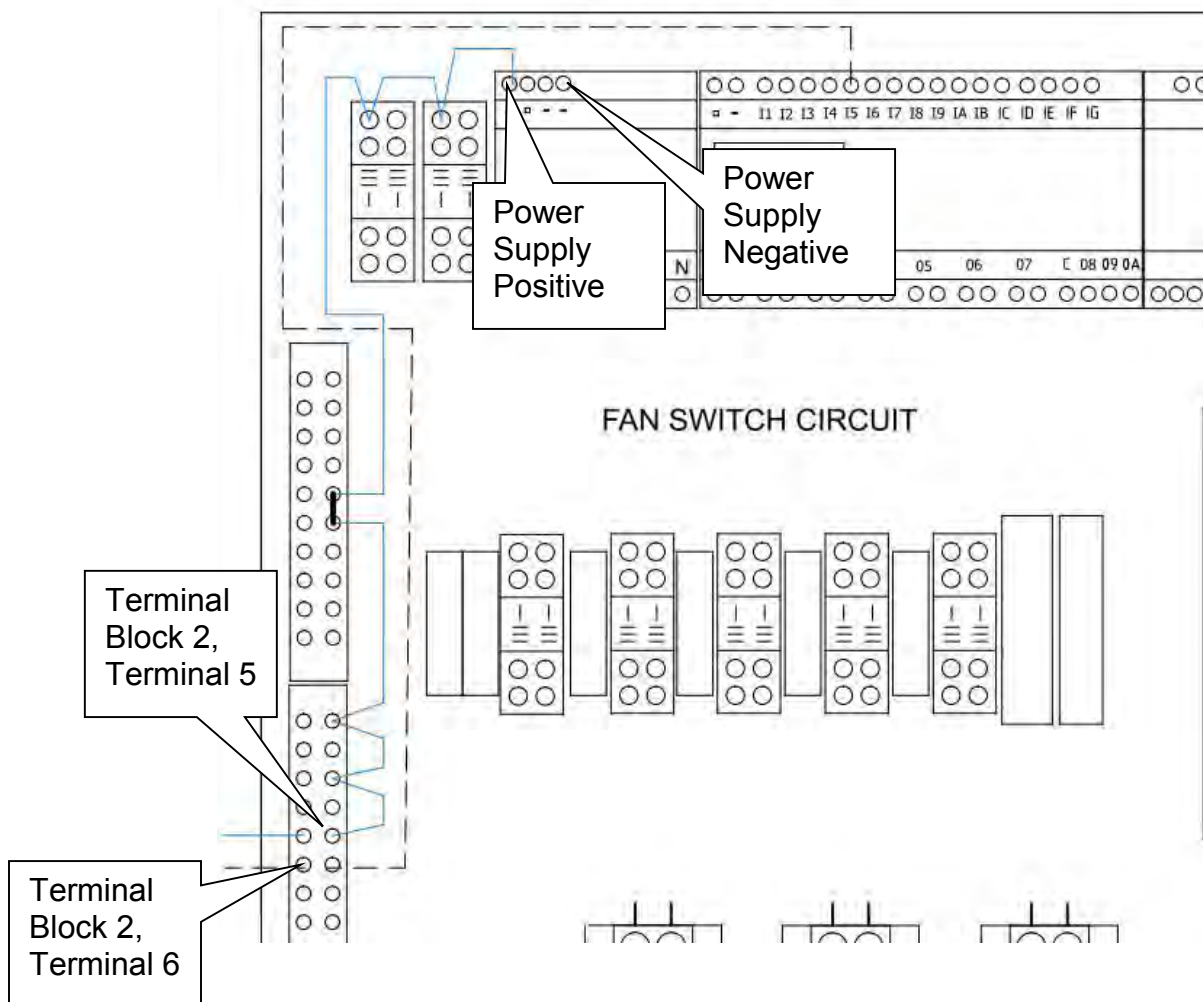 ¤ - -
¤ - I1 I2 I3 I4 I5 I6 I7 I8 I9 IA IB IC ID IE IF IG
Power
Supply
Positive
Power
Supply
Negative
N
05 06 07 C 08 09 0A
FAN SWITCH CIRCUIT
Terminal
Block 2,
Terminal 5
Terminal
Block 2,
Terminal 6